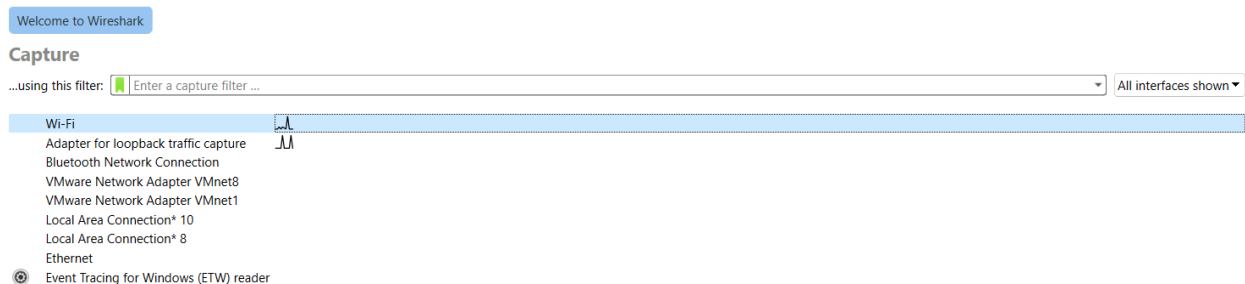 Welcome to Wireshark
Capture
...using this filter: Enter a capture filter ... All interfaces shown
Wi-Fi
Adapter for loopback traffic capture
Bluetooth Network Connection
VMware Network Adapter VMnet8
VMware Network Adapter VMnet1
Local Area Connection* 10
Local Area Connection* 8
Ethernet
Event Tracing for Windows (ETW) reader